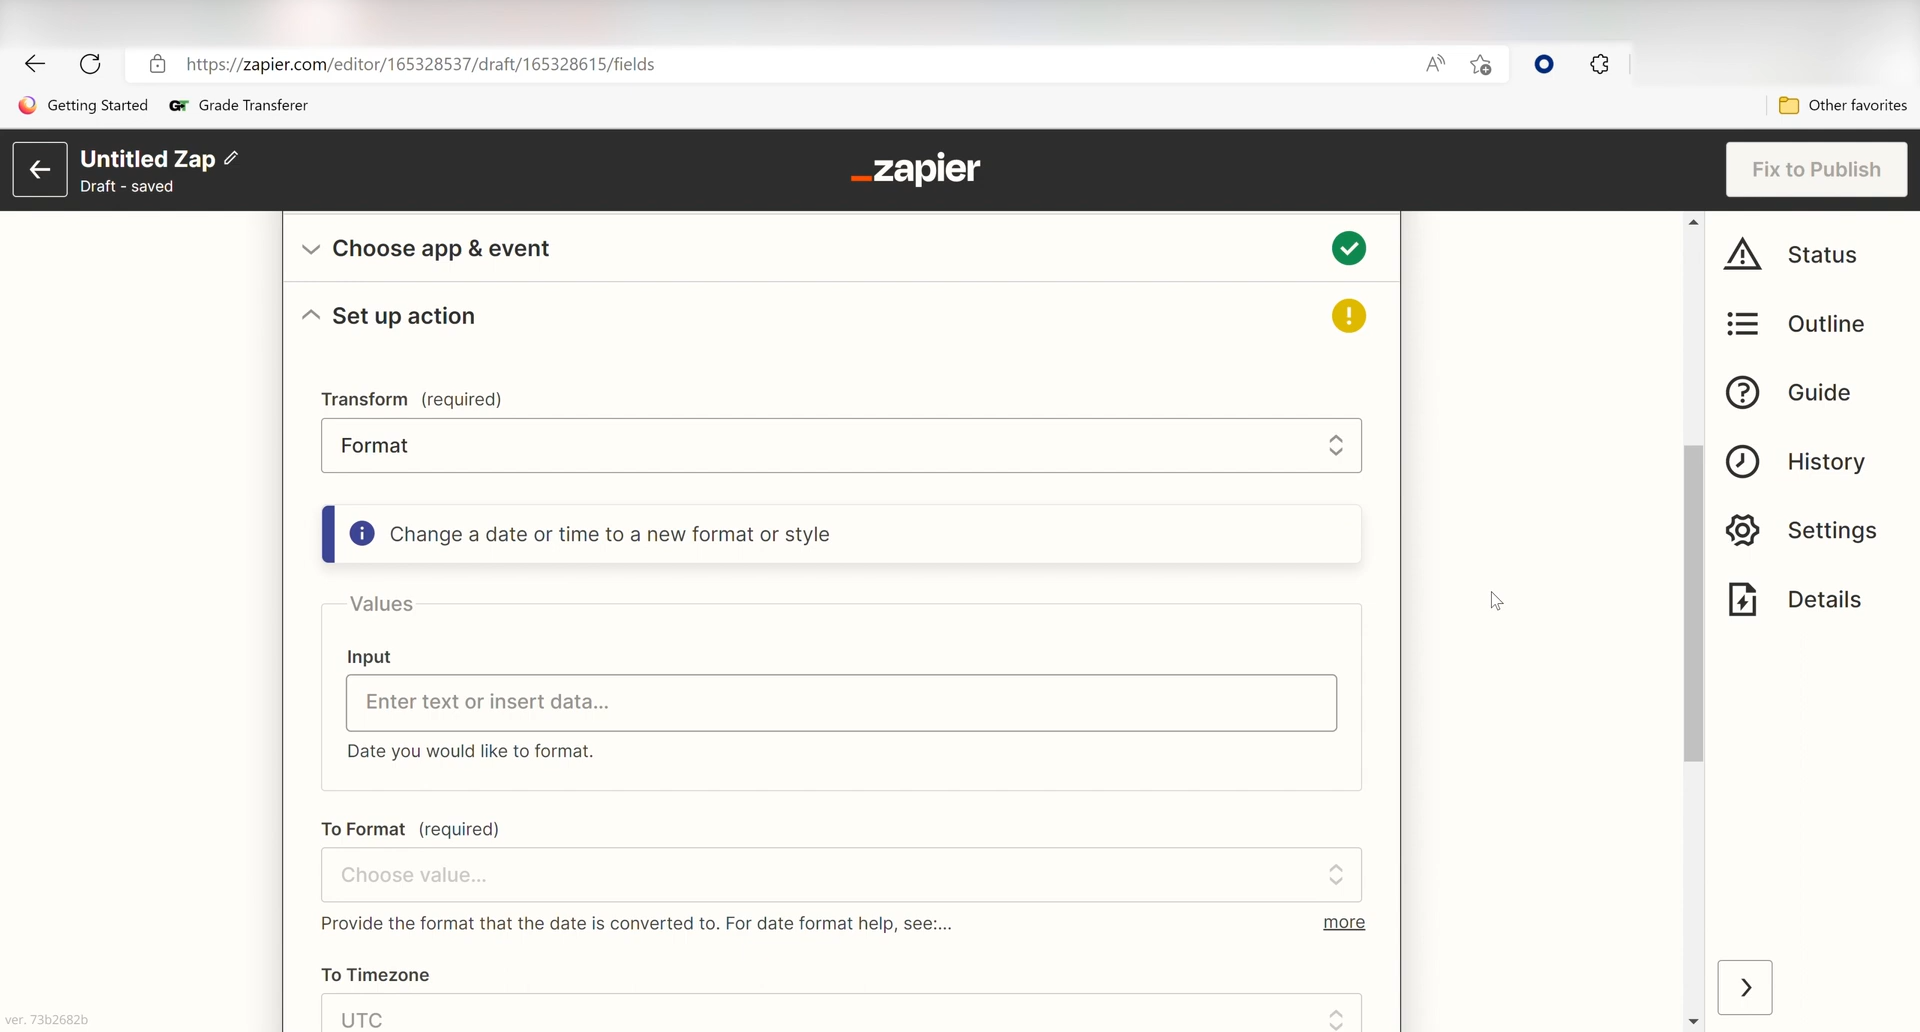 https://zapier.com/editor/165328537/draft/165328615/fields
Getting Started
GT Grade Transferer
Other favorites
Untitled Zap
Draft - saved
_zapier
Fix to Publish
Choose app & event
Set up action
Transform (required)
Format
Change a date or time to a new format or style
Values
Input
Enter text or insert data...
Date you would like to format.
To Format (required)
Choose value...
Provide the format that the date is converted to. For date format help, see:...
more
To Timezone
UTC
Status
Outline
Guide
History
Settings
Details
ver. 73b2682b